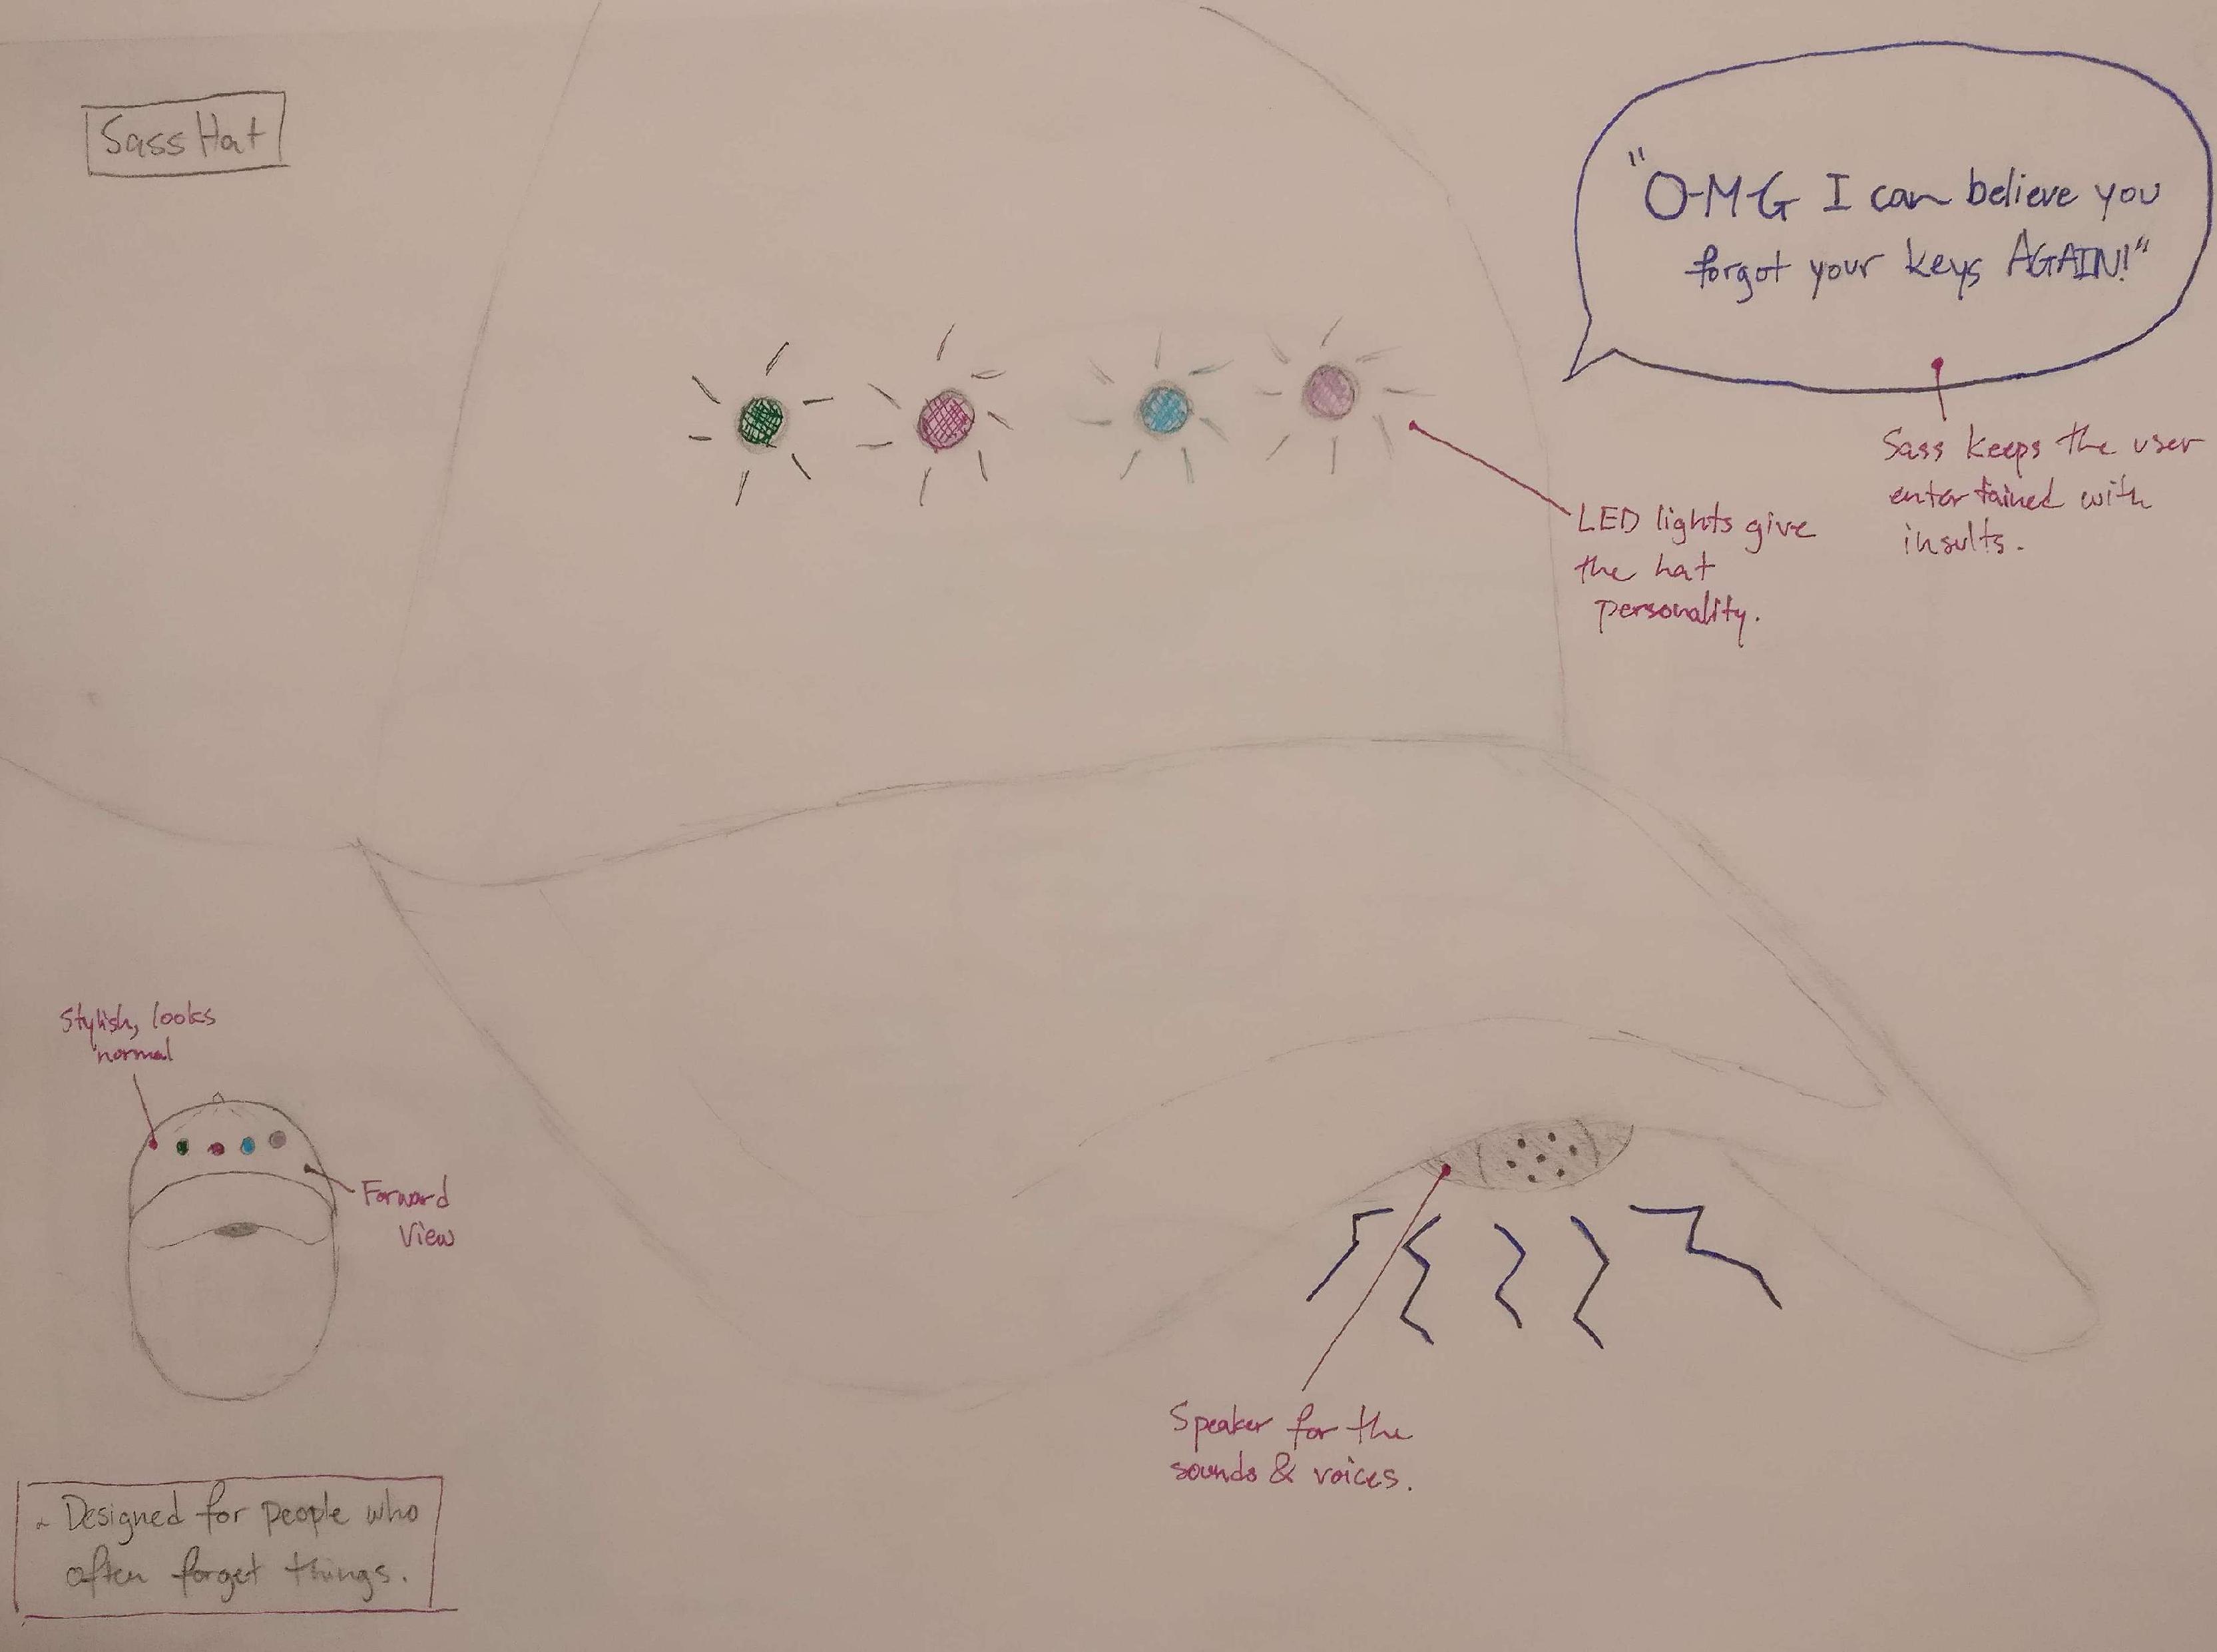 Sass Hat
"O-M-G I can believe you
forgot your keys AGAIN!"
Sass keeps the user
entertained with
insults.
LED lights give
the hat
personality.
Stylish, looks
normal
Forward
View
Speaker for the
sounds & voices.
- Designed for people who
often forget things.